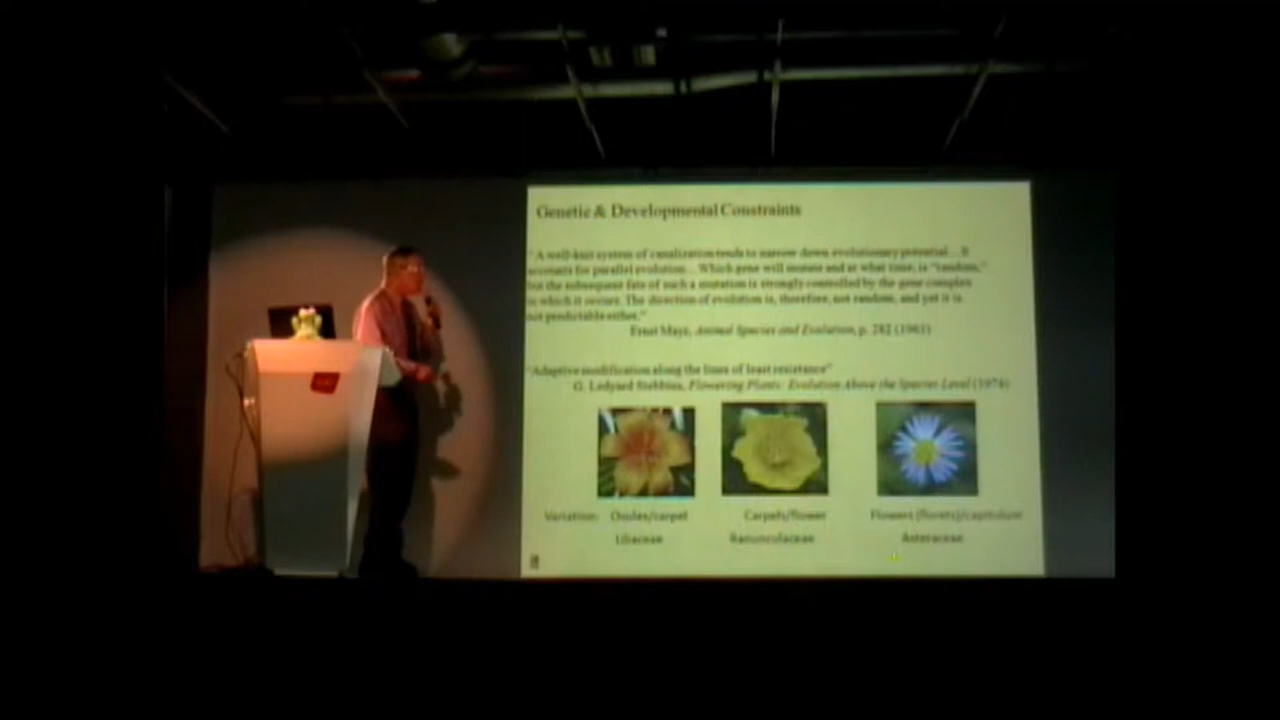 Genetic & Developmental Constraints
" A well-knit system of canalization tends to narrow down evolutionary potential... It
accounts for parallel evolution... Which gene will mutate and at what time, is "random,"
but the subsequent fate of such a mutation is strongly controlled by the gene complex
in which it occurs. The direction of evolution is, therefore, not random, and yet it is
not predictable either."
Ernst Mayr, Animal Species and Evolution, p. 282 (1963)
"Adaptive modification along the lines of least resistance"
G. Ledyard Stebbins, Flowering Plants: Evolution Above the Species Level (1974)
Variation: Ovules/carpel Carpels/flower Flowers (florets)/capitulum
Liliaceae Ranunculaceae Asteraceae